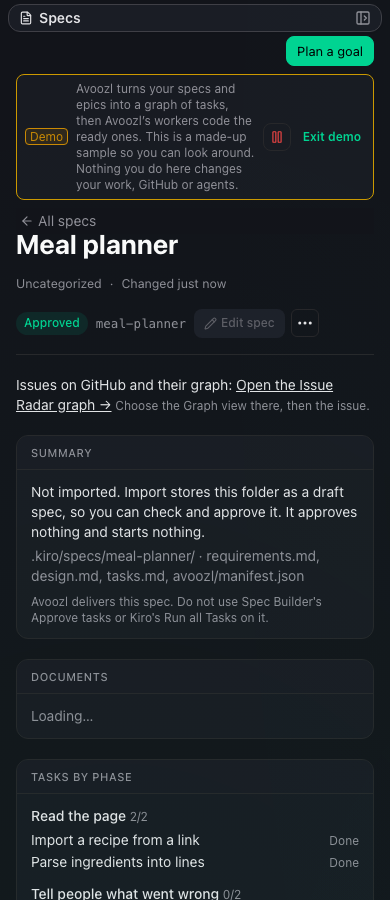 Specs
Plan a goal
Demo
Avoozl turns your specs and
epics into a graph of tasks,
then Avoozl's workers code the
ready ones. This is a made-up
sample so you can look around.
Nothing you do here changes
your work, GitHub or agents.
Exit demo
← All specs
Meal planner
Uncategorized · Changed just now
Approved meal-planner Edit spec
Issues on GitHub and their graph: Open the Issue
Radar graph → Choose the Graph view there, then the issue.
SUMMARY
Not imported. Import stores this folder as a draft
spec, so you can check and approve it. It approves
nothing and starts nothing.
.kiro/specs/meal-planner/ · requirements.md,
design.md, tasks.md, avoozl/manifest.json
Avoozl delivers this spec. Do not use Spec Builder's
Approve tasks or Kiro's Run all Tasks on it.
DOCUMENTS
Loading...
TASKS BY PHASE
Read the page 2/2
Import a recipe from a link Done
Parse ingredients into lines Done
Tell people what went wrong 0/2